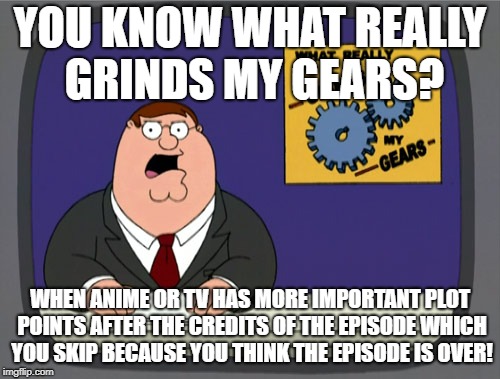 YOU KNOW WHAT REALLY
GRINDS MY GEARS?
WHAT REALLY
MY
GEARS
WHEN ANIME OR TV HAS MORE IMPORTANT PLOT
POINTS AFTER THE CREDITS OF THE EPISODE WHICH
YOU SKIP BECAUSE YOU THINK THE EPISODE IS OVER!
imgflip.com